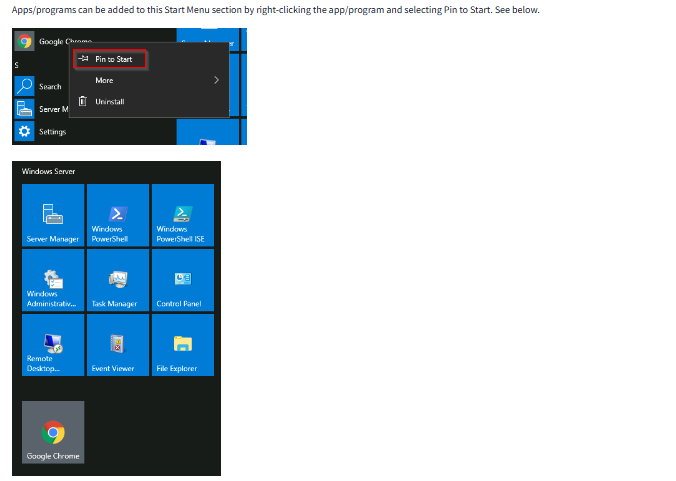 Apps/programs can be added to this Start Menu section by right-clicking the app/program and selecting Pin to Start. See below.
Google Chrome
Pin to Start
S
More
Search
Uninstall
Server M
Settings
Windows Server
Server Manager
Windows
PowerShell
Windows
PowerShell ISE
Windows
Administrativ...
Task Manager
Control Panel
Remote
Desktop...
Event Viewer
File Explorer
Google Chrome